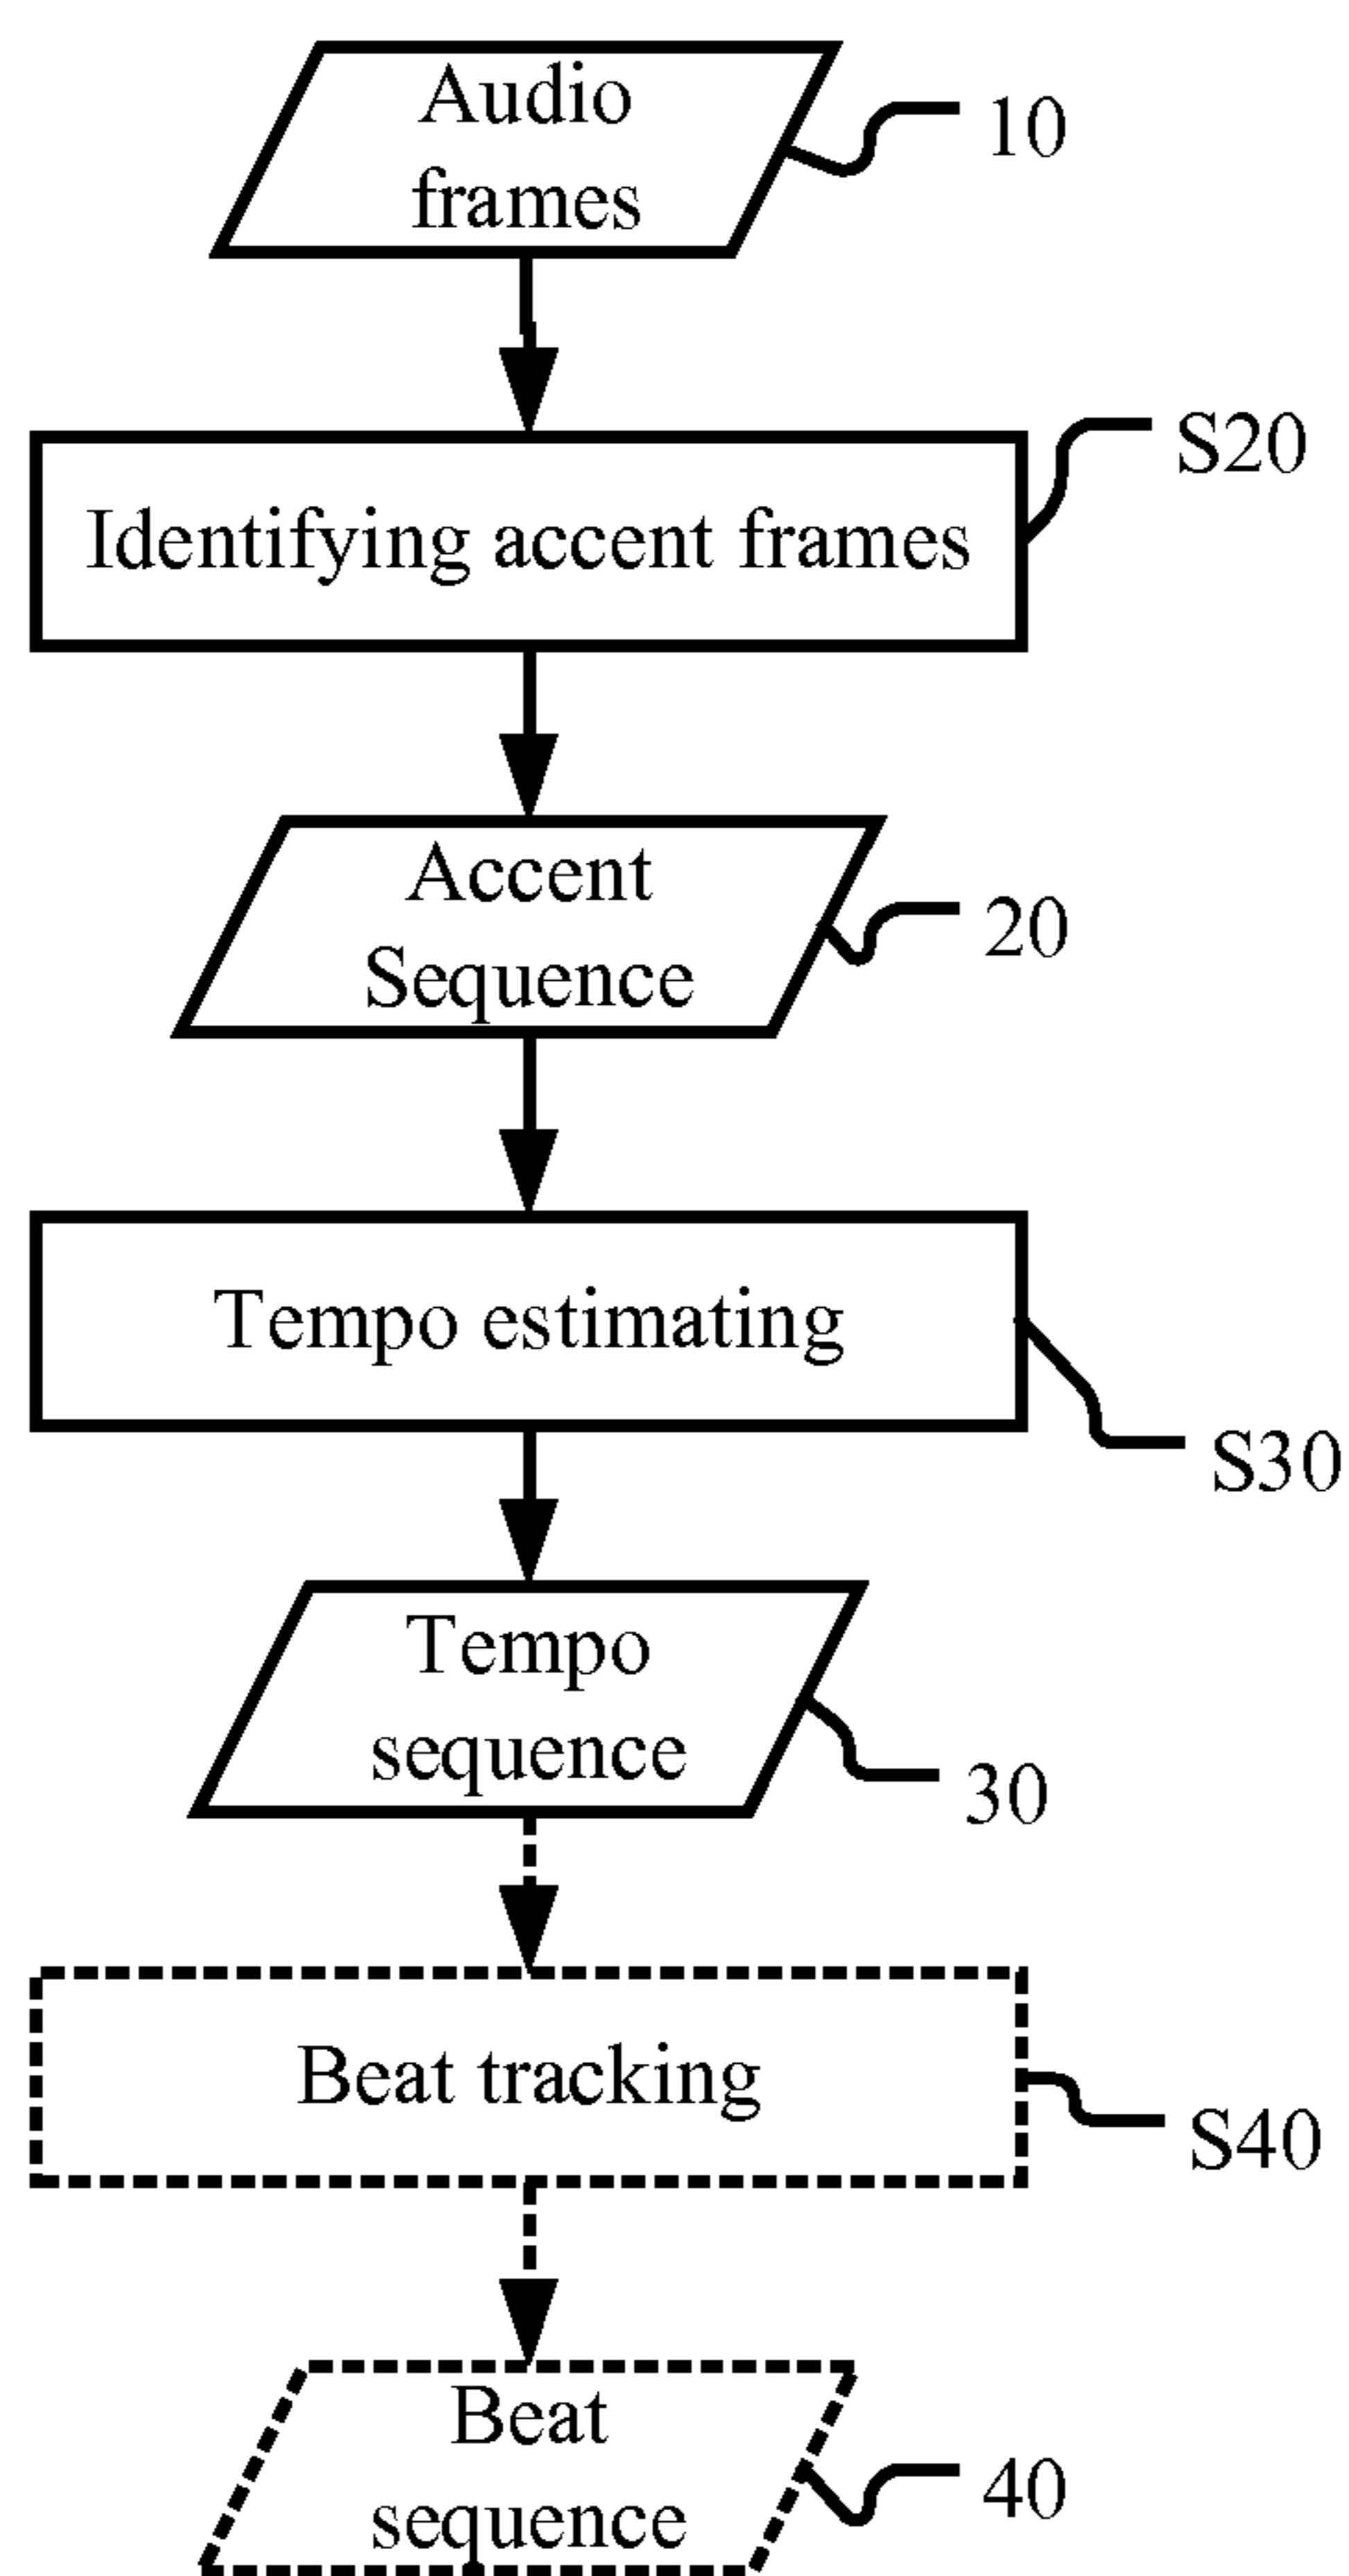 Audio
frames
10
S20
Identifying accent frames
Accent
Sequence
20
Tempo estimating
S30
Tempo
sequence
30
Beat tracking
S40
Beat
sequence
40